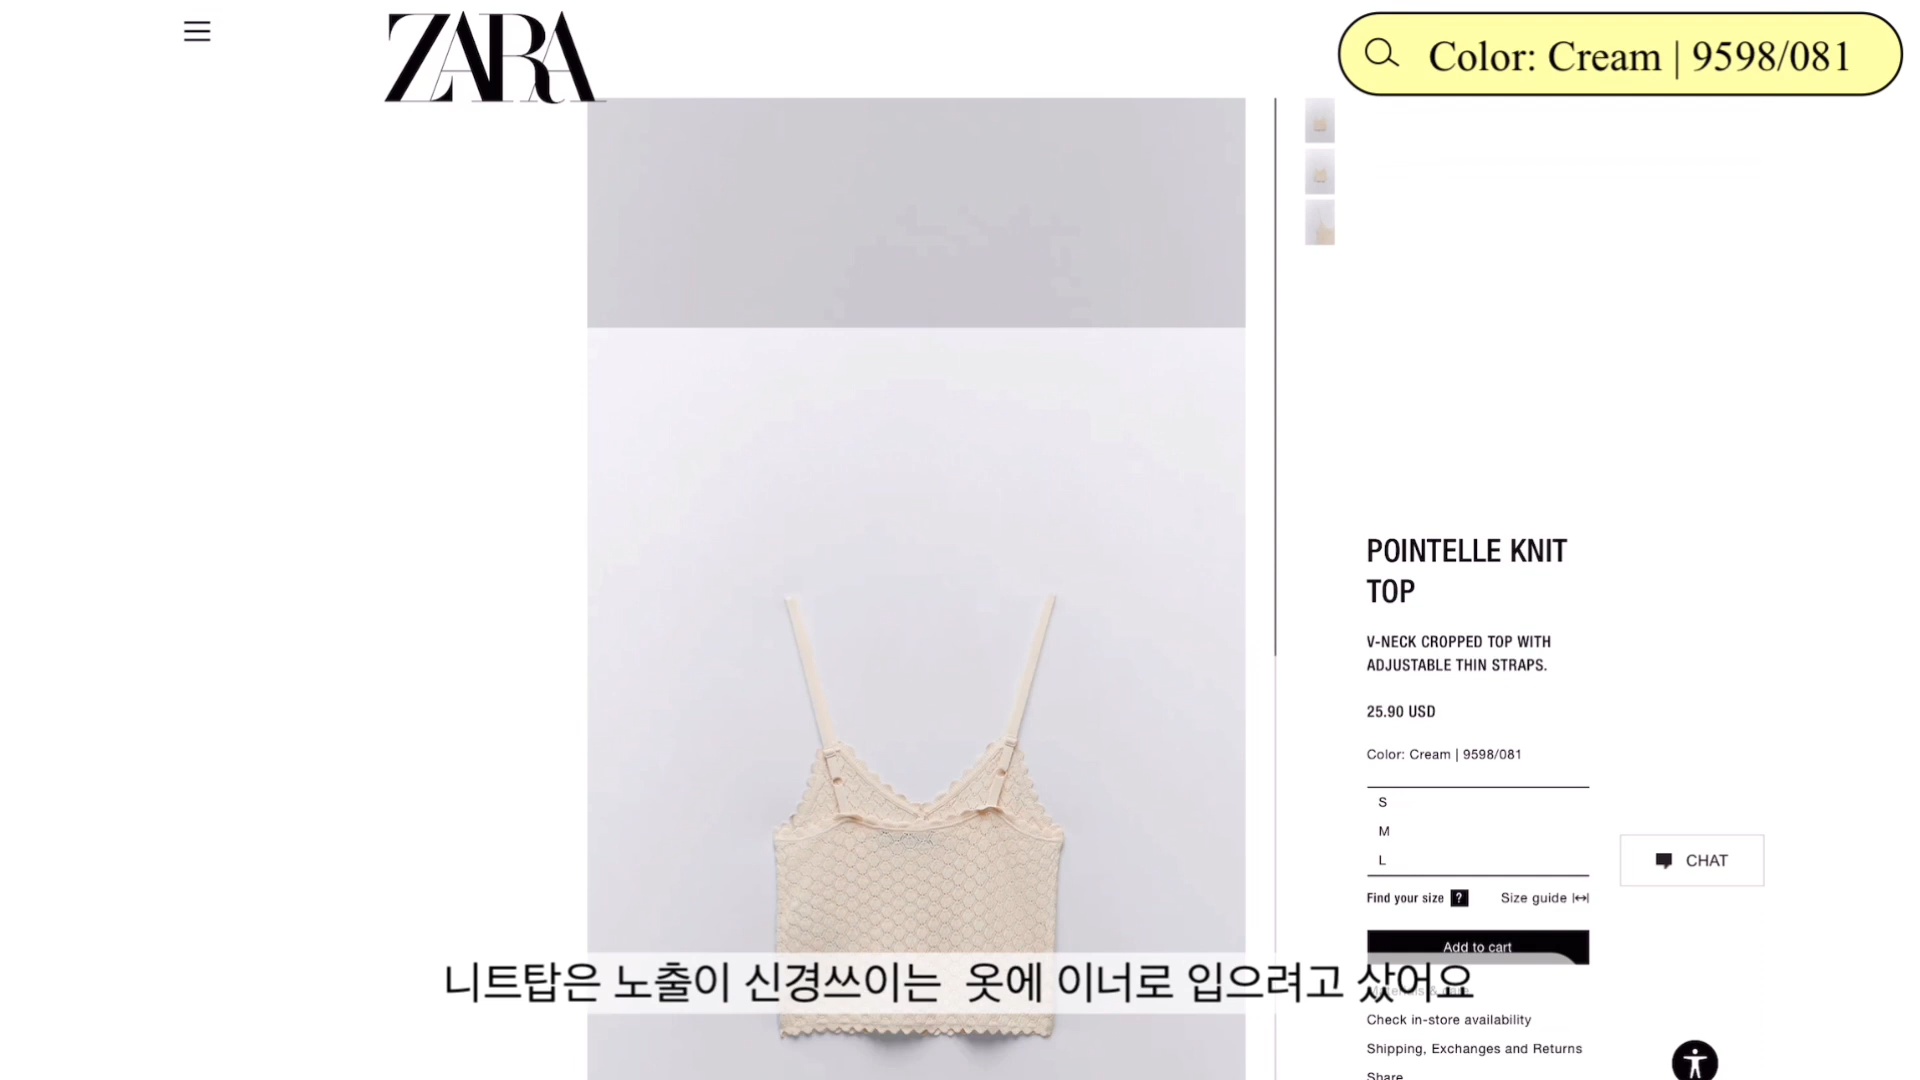 ZARA
Color: Cream | 9598/081
POINTELLE KNIT
TOP
V-NECK CROPPED TOP WITH
ADJUSTABLE THIN STRAPS.
25.90 USD
Color: Cream | 9598/081
S
M
L
Find your size ?
Size guide
CHAT
Add to cart
니트탑은 노출이 신경쓰이는 옷에 이너로 입으려고 샀어으
Check in-store availability
Shipping, Exchanges and Returns
Share